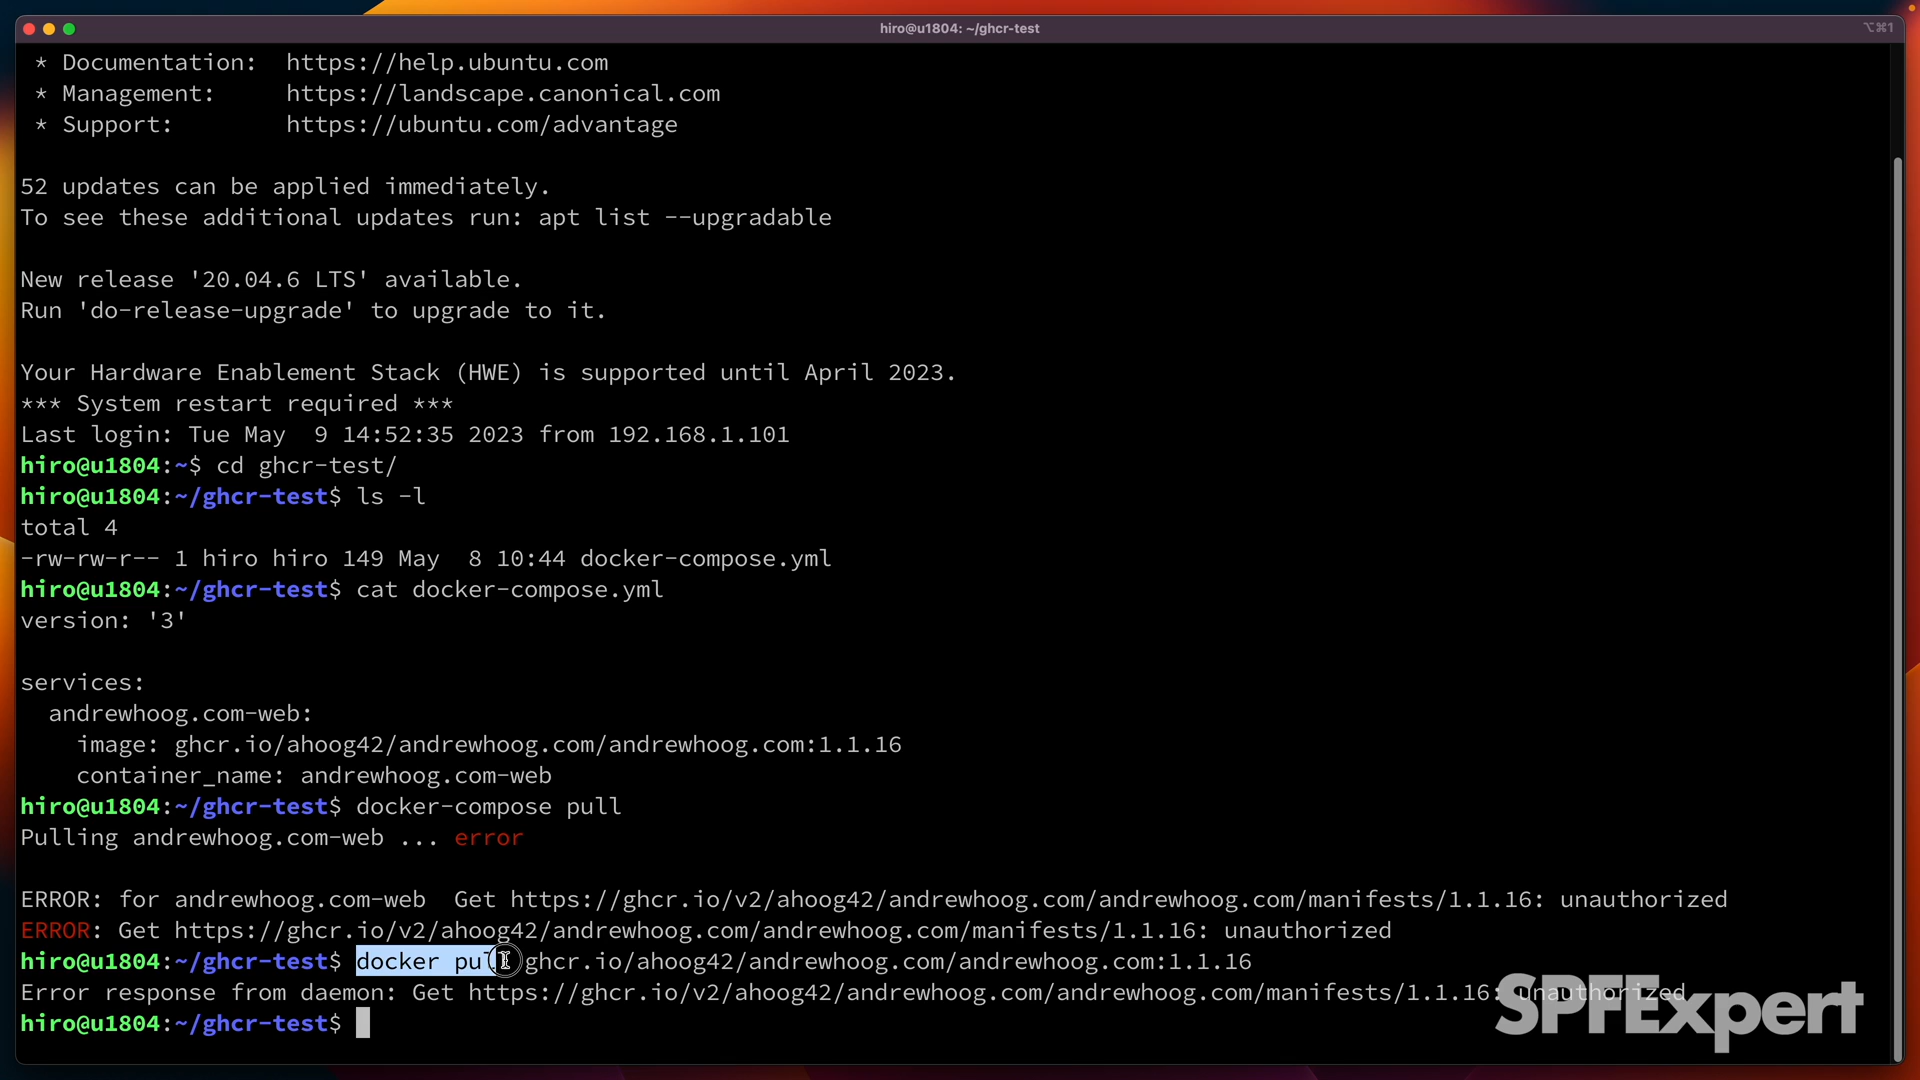 hiro@u1804: ~/ghcr-test
⌥⌘1
* Documentation:  https://help.ubuntu.com
* Management:     https://landscape.canonical.com
* Support:        https://ubuntu.com/advantage
52 updates can be applied immediately.
To see these additional updates run: apt list --upgradable
New release '20.04.6 LTS' available.
Run 'do-release-upgrade' to upgrade to it.
Your Hardware Enablement Stack (HWE) is supported until April 2023.
*** System restart required ***
Last login: Tue May  9 14:52:35 2023 from 192.168.1.101
hiro@u1804:~$ cd ghcr-test/
hiro@u1804:~/ghcr-test$ ls -l
total 4
-rw-rw-r-- 1 hiro hiro 149 May  8 10:44 docker-compose.yml
hiro@u1804:~/ghcr-test$ cat docker-compose.yml
version: '3'
services:
  andrewhoog.com-web:
    image: ghcr.io/ahoog42/andrewhoog.com/andrewhoog.com:1.1.16
    container_name: andrewhoog.com-web
hiro@u1804:~/ghcr-test$ docker-compose pull
Pulling andrewhoog.com-web ... error
ERROR: for andrewhoog.com-web  Get https://ghcr.io/v2/ahoog42/andrewhoog.com/andrewhoog.com/manifests/1.1.16: unauthorized
ERROR: Get https://ghcr.io/v2/ahoog42/andrewhoog.com/andrewhoog.com/manifests/1.1.16: unauthorized
hiro@u1804:~/ghcr-test$ docker pull ghcr.io/ahoog42/andrewhoog.com/andrewhoog.com:1.1.16
Error response from daemon: Get https://ghcr.io/v2/ahoog42/andrewhoog.com/andrewhoog.com/manifests/1.1.16: unauthorized
hiro@u1804:~/ghcr-test$
SPFExpert